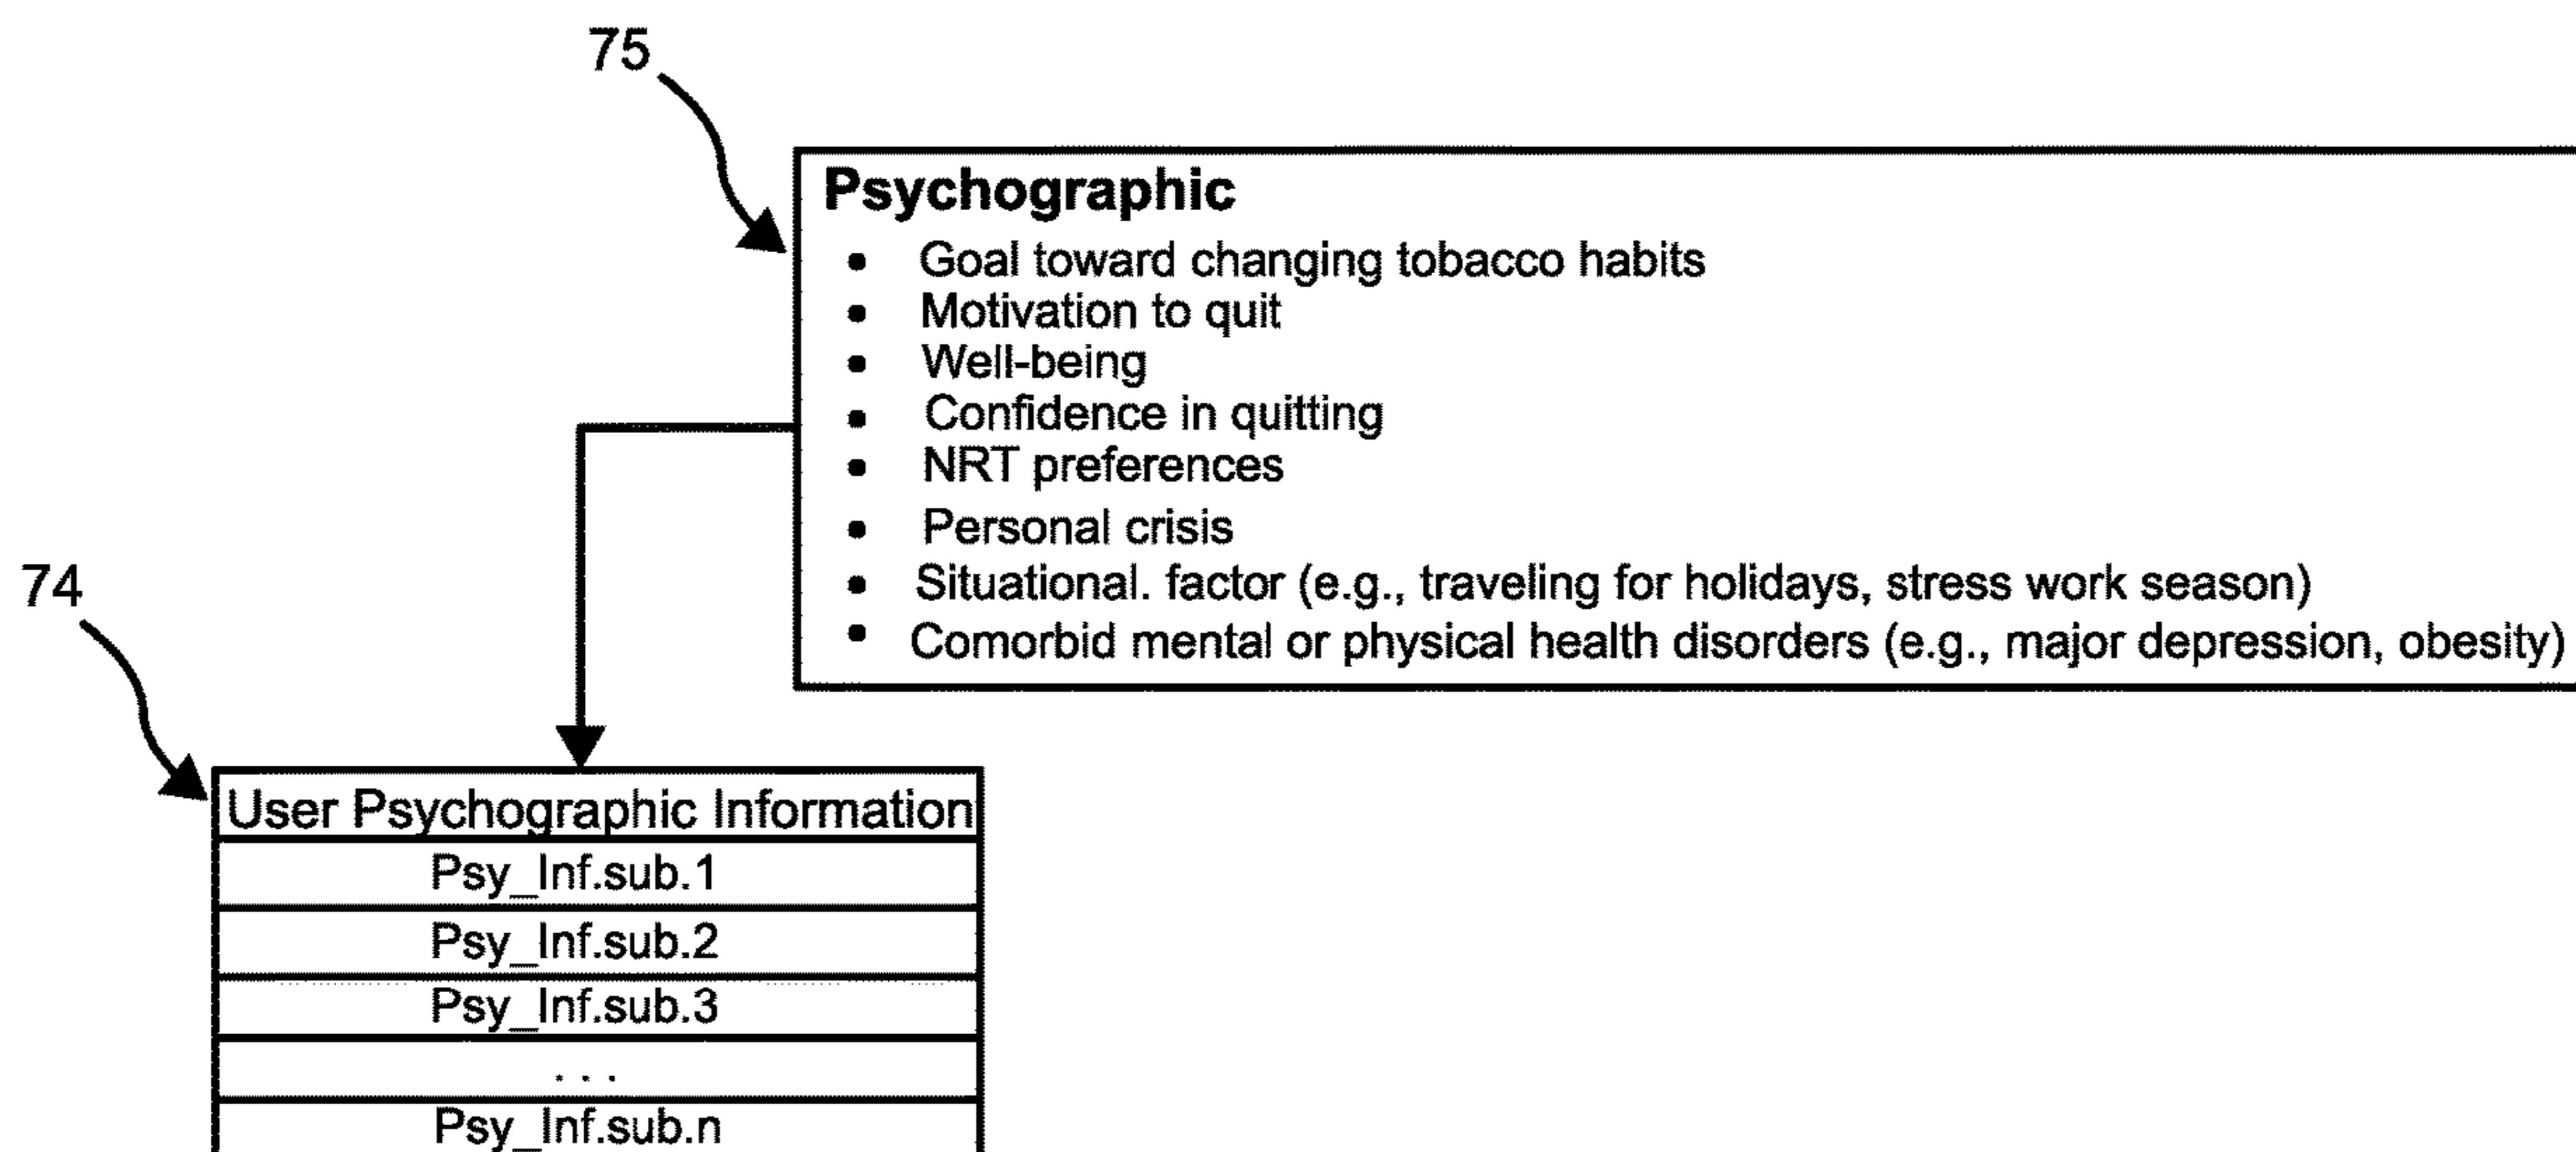 75
Psychographic
• Goal toward changing tobacco habits
• Motivation to quit
• Well-being
• Confidence in quitting
• NRT preferences
• Personal crisis
• Situational. factor (e.g., traveling for holidays, stress work season)
• Comorbid mental or physical health disorders (e.g., major depression, obesity)
74
User Psychographic Information
Psy_Inf.sub.1
Psy_Inf.sub.2
Psy_Inf.sub.3
. . .
Psy_Inf.sub.n